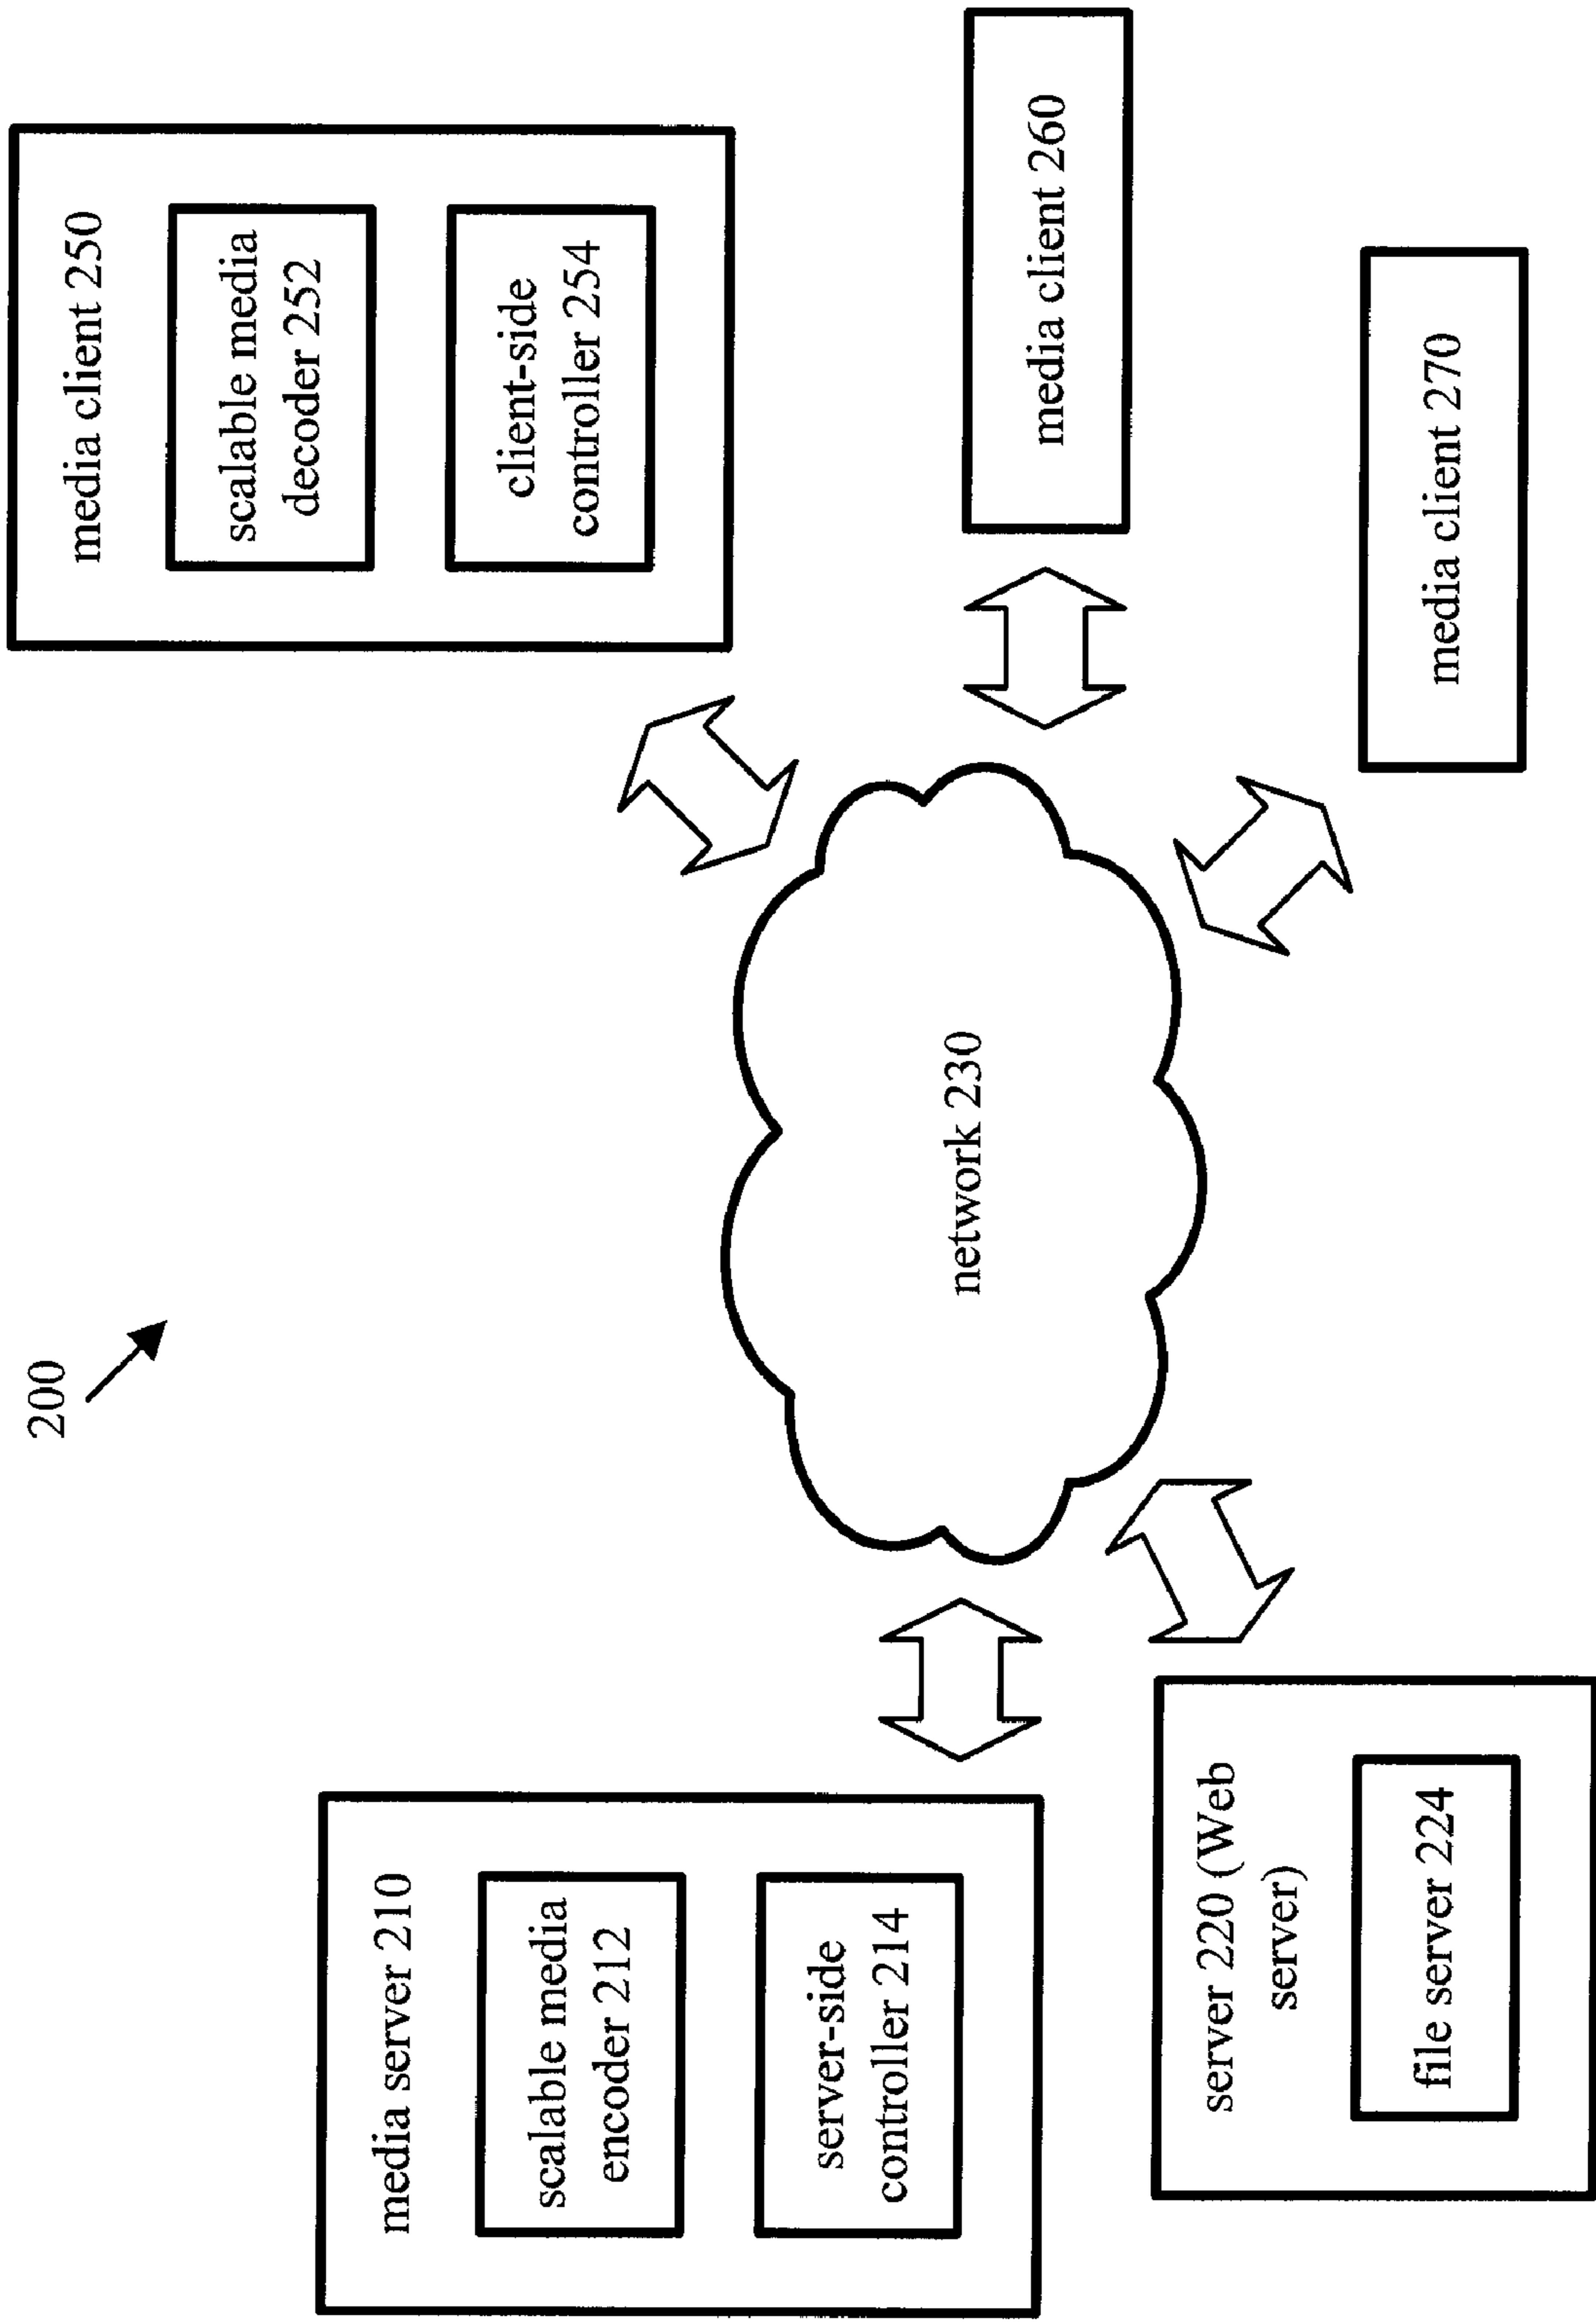 200
media server 210
scalable media
encoder 212
server-side
controller 214
server 220 (Web
server)
file server 224
network 230
media client 250
scalable media
decoder 252
client-side
controller 254
media client 260
media client 270